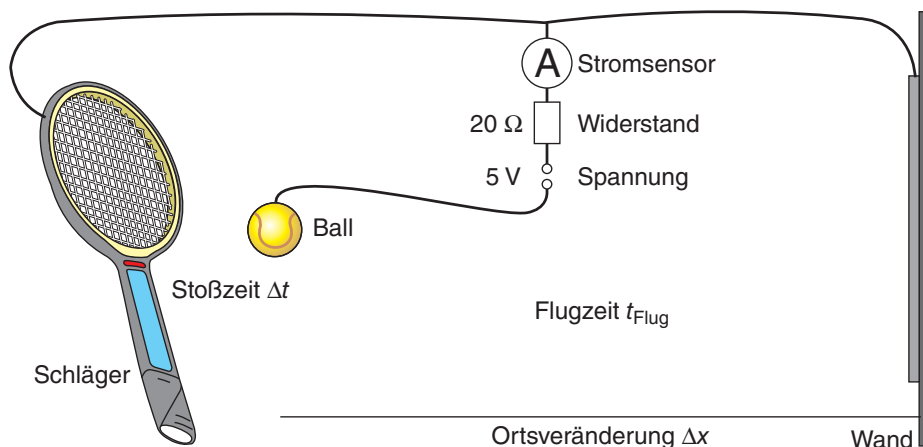 A Stromsensor
20 Ω Widerstand
5 V Spannung
Ball
Stoßzeit Δt
Flugzeit tFlug
Schläger
Ortsveränderung Δx
Wand